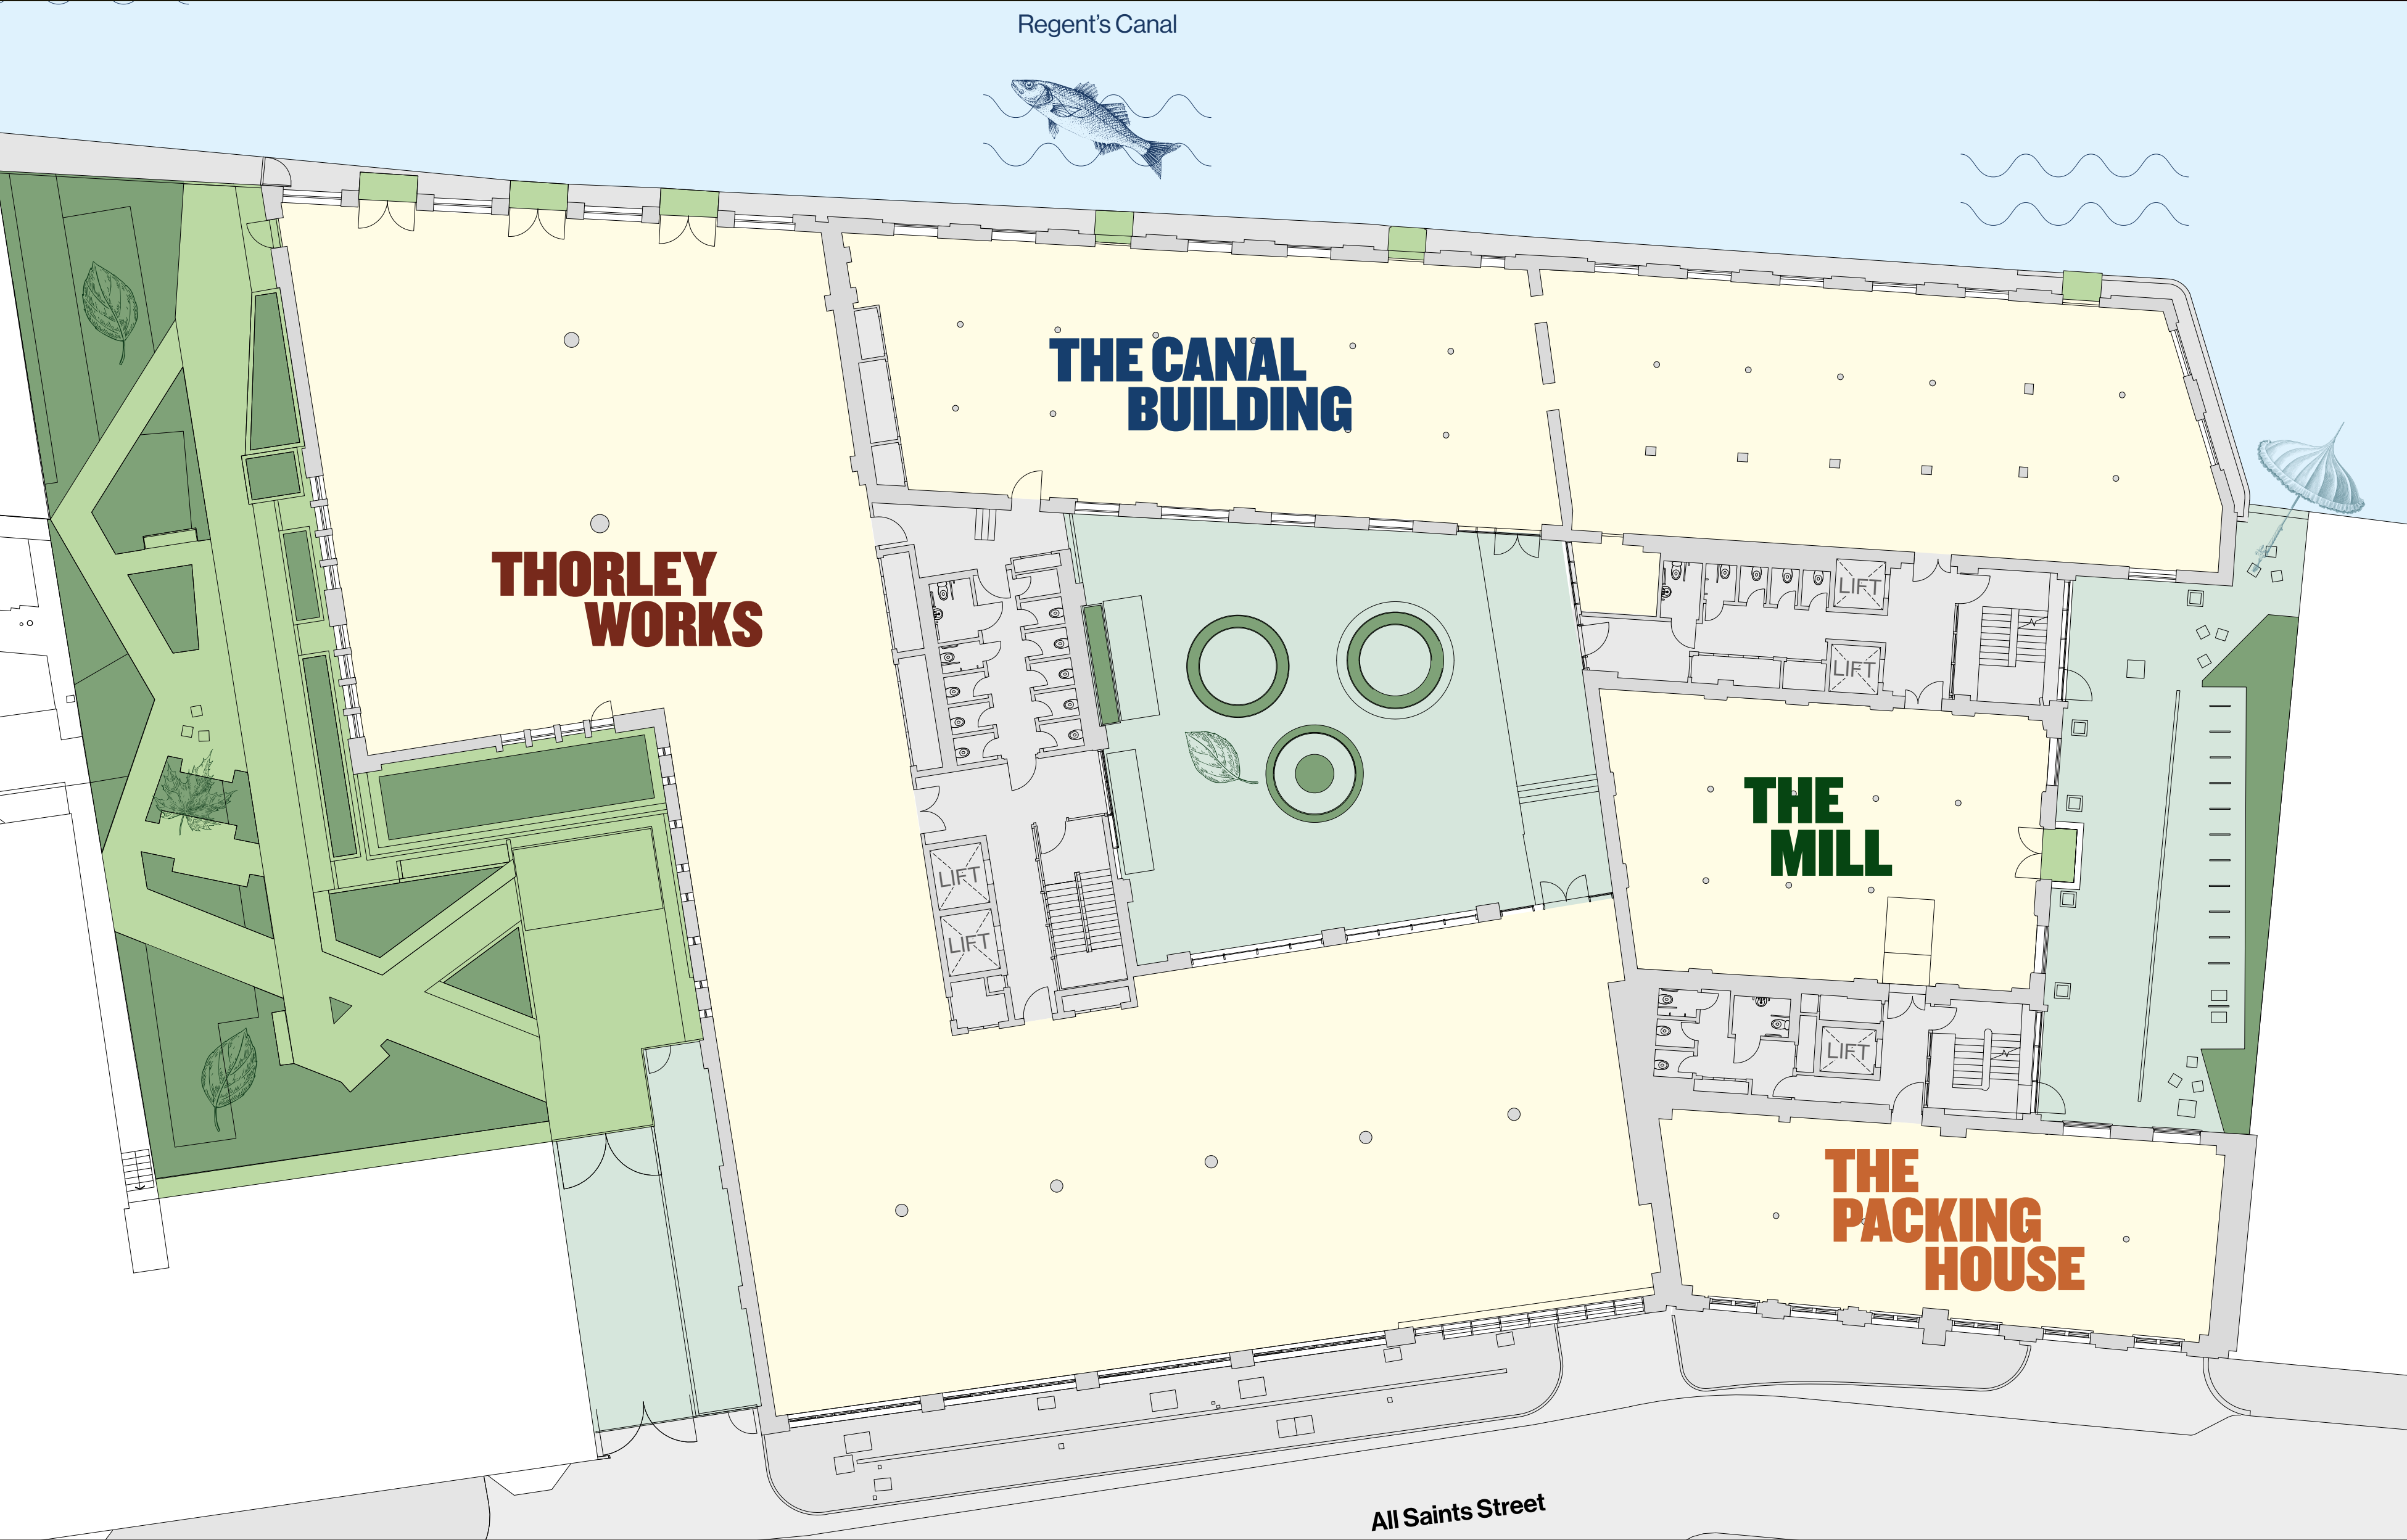 Regent's Canal
THE CANAL
BUILDING
THORLEY
WORKS
LIFT
LIFT
THE
MILL
LIFT
LIFT
LIFT
THE
PACKING
HOUSE
All Saints Street